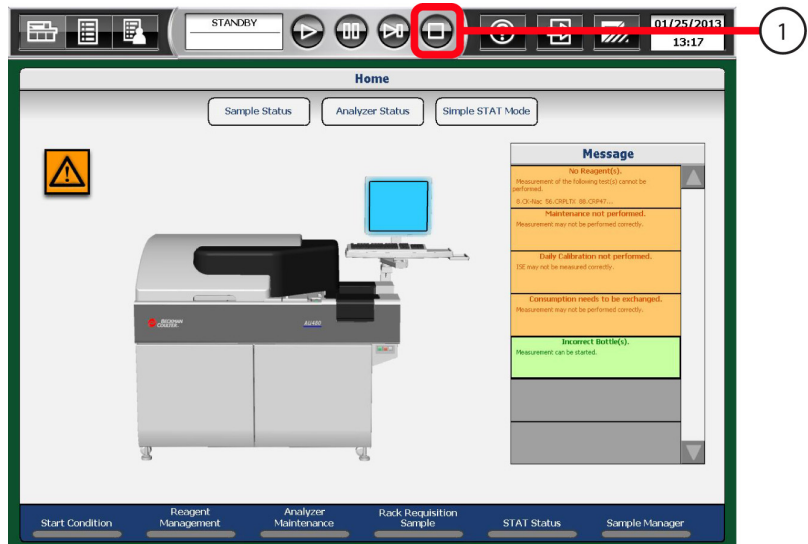 STANDBY
01/25/2013
13:17
1
Home
Sample Status
Analyzer Status
Simple STAT Mode
Message
No Reagent(s).
Measurement of the following test(s) cannot be
performed.
Maintenance not performed.
Measurement may not be performed correctly.
Daily Calibration not performed.
ISE may not be measured correctly.
Consumption needs to be exchanged.
Measurement may not be performed correctly.
Incorrect Bottle(s).
Measurement can be started.
BECKMAN
COULTER
AU480
Start Condition
Reagent
Management
Analyzer
Maintenance
Rack Requisition
Sample
STAT Status
Sample Manager